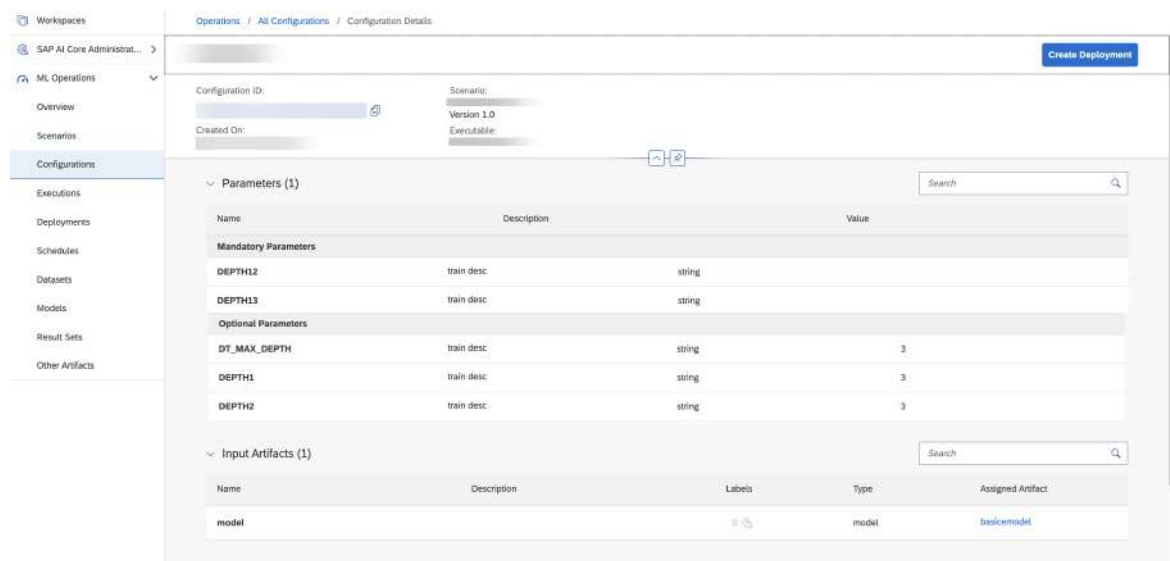 Workspaces
SAP AI Core Administrat...
ML Operations
Overview
Scenarios
Configurations
Executions
Deployments
Schedules
Datasets
Models
Result Sets
Other Artifacts
Operations / All Configurations / Configuration Details
Create Deployment
Configuration ID:
Scenario:
Version 1.0
Created On:
Executable:
Parameters (1)
Search
Name Description Value
Mandatory Parameters
DEPTH12 train desc string
DEPTH13 train desc string
Optional Parameters
DT_MAX_DEPTH train desc string 3
DEPTH1 train desc string 3
DEPTH2 train desc string 3
Input Artifacts (1)
Search
Name Description Labels Type Assigned Artifact
model model basicemodel